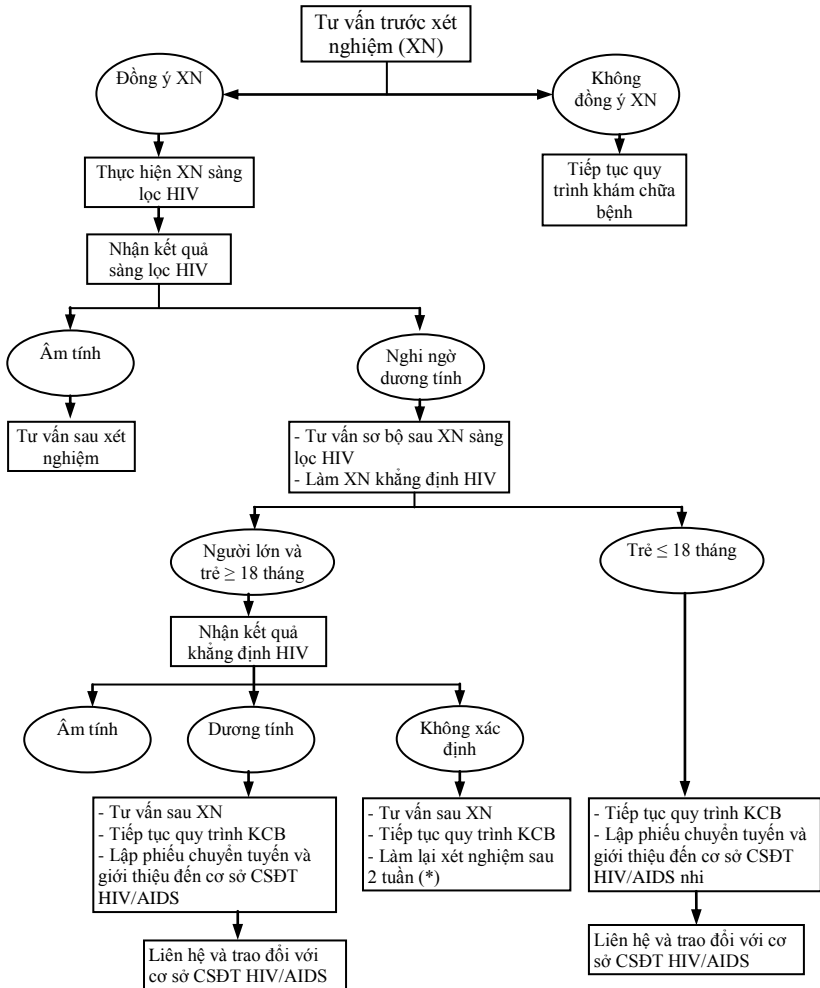 Tư vấn trước xét
nghiệm (XN)
Đồng ý XN
Không
đồng ý XN
Thực hiện XN sàng
lọc HIV
Tiếp tục quy
trình khám chữa
bệnh
Nhận kết quả
sàng lọc HIV
Âm tính
Nghi ngờ
dương tính
Tư vấn sau xét
nghiệm
- Tư vấn sơ bộ sau XN sàng
lọc HIV
- Làm XN khẳng định HIV
Người lớn và
trẻ ≥ 18 tháng
Trẻ ≤ 18 tháng
Nhận kết quả
khẳng định HIV
Âm tính
Dương tính
Không xác
định
- Tư vấn sau XN
- Tiếp tục quy trình KCB
- Lập phiếu chuyển tuyến và
giới thiệu đến cơ sở CSĐT
HIV/AIDS
- Tư vấn sau XN
- Tiếp tục quy trình KCB
- Làm lại xét nghiệm sau
2 tuần (*)
- Tiếp tục quy trình KCB
- Lập phiếu chuyển tuyến và
giới thiệu đến cơ sở CSĐT
HIV/AIDS nhi
Liên hệ và trao đổi với
cơ sở CSĐT HIV/AIDS
Liên hệ và trao đổi với cơ
sở CSĐT HIV/AIDS